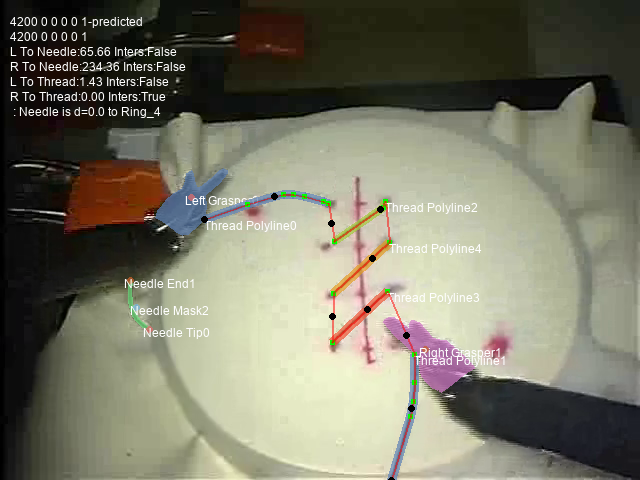 4200 0 0 0 0 1-predicted
4200 0 0 0 0 1
L To Needle:65.66 Inters:False
R To Needle:234.36 Inters:False
L To Thread:1.43 Inters:False
R To Thread:0.00 Inters:True
: Needle is d=0.0 to Ring_4
Left Grasper
Thread Polyline2
Thread Polyline0
Thread Polyline4
Needle End1
Thread Polyline3
Needle Mask2
Needle Tip0
Right Grasper1
Thread Polyline1